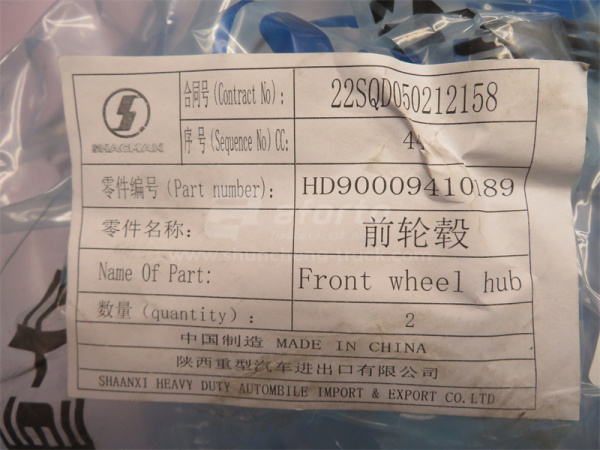 合同号(Contract No): 22SQD050212158
SHACMAN
序号(Sequence No)CC:
零件编号(Part number): HD90009410189
零件名称: 前轮毂
Name Of Part: Front wheel hub
数量(quantity): 2
中国制造 MADE IN CHINA
陕西重型汽车进出口有限公司
SHAANXI HEAVY DUTY AUTOMBILE IMPORT & EXPORT CO.LTD